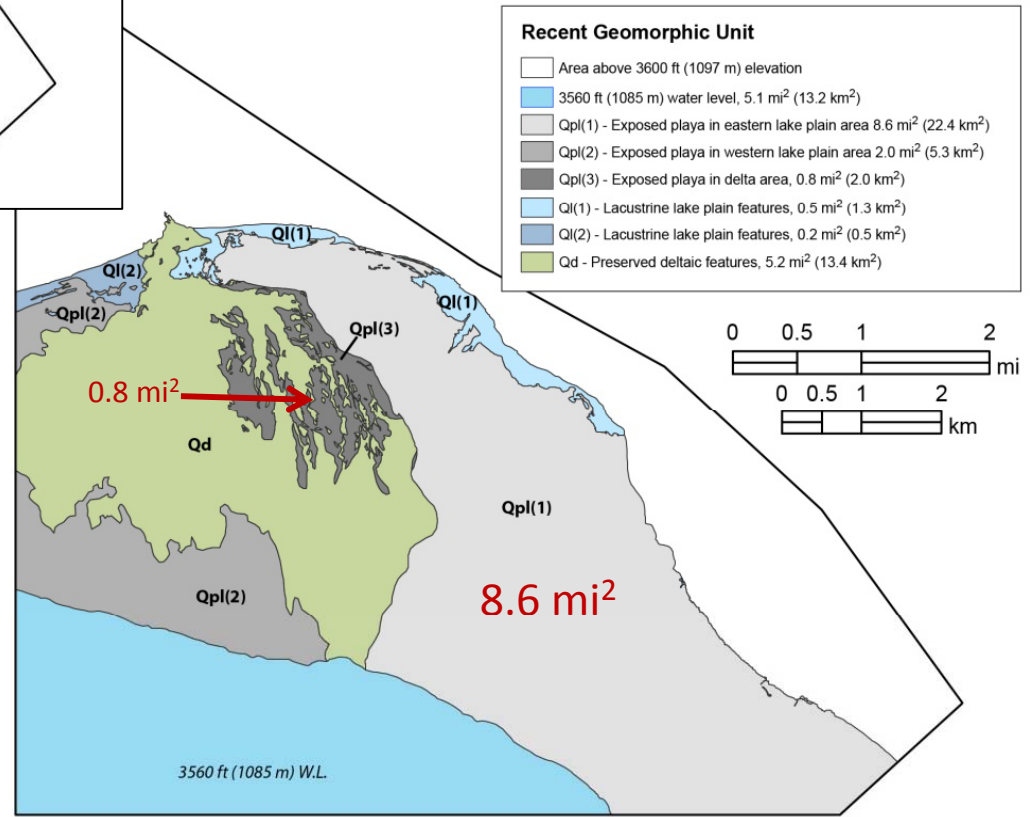 Recent Geomorphic Unit
Area above 3600 ft (1097 m) elevation
3560 ft (1085 m) water level, 5.1 mi² (13.2 km²)
Qpl(1) - Exposed playa in eastern lake plain area 8.6 mi² (22.4 km²)
Qpl(2) - Exposed playa in western lake plain area 2.0 mi² (5.3 km²)
Qpl(3) - Exposed playa in delta area, 0.8 mi² (2.0 km²)
Ql(1) - Lacustrine lake plain features, 0.5 mi² (1.3 km²)
Ql(2) - Lacustrine lake plain features, 0.2 mi² (0.5 km²)
Qd - Preserved deltaic features, 5.2 mi² (13.4 km²)
Ql(1)
Ql(2)
Ql(1)
Qpl(2)
Qpl(3)
0 0.5 1 2
mi
0 0.5 1 2
km
0.8 mi²
Qd
Qpl(1)
Qpl(2)
8.6 mi²
3560 ft (1085 m) W.L.